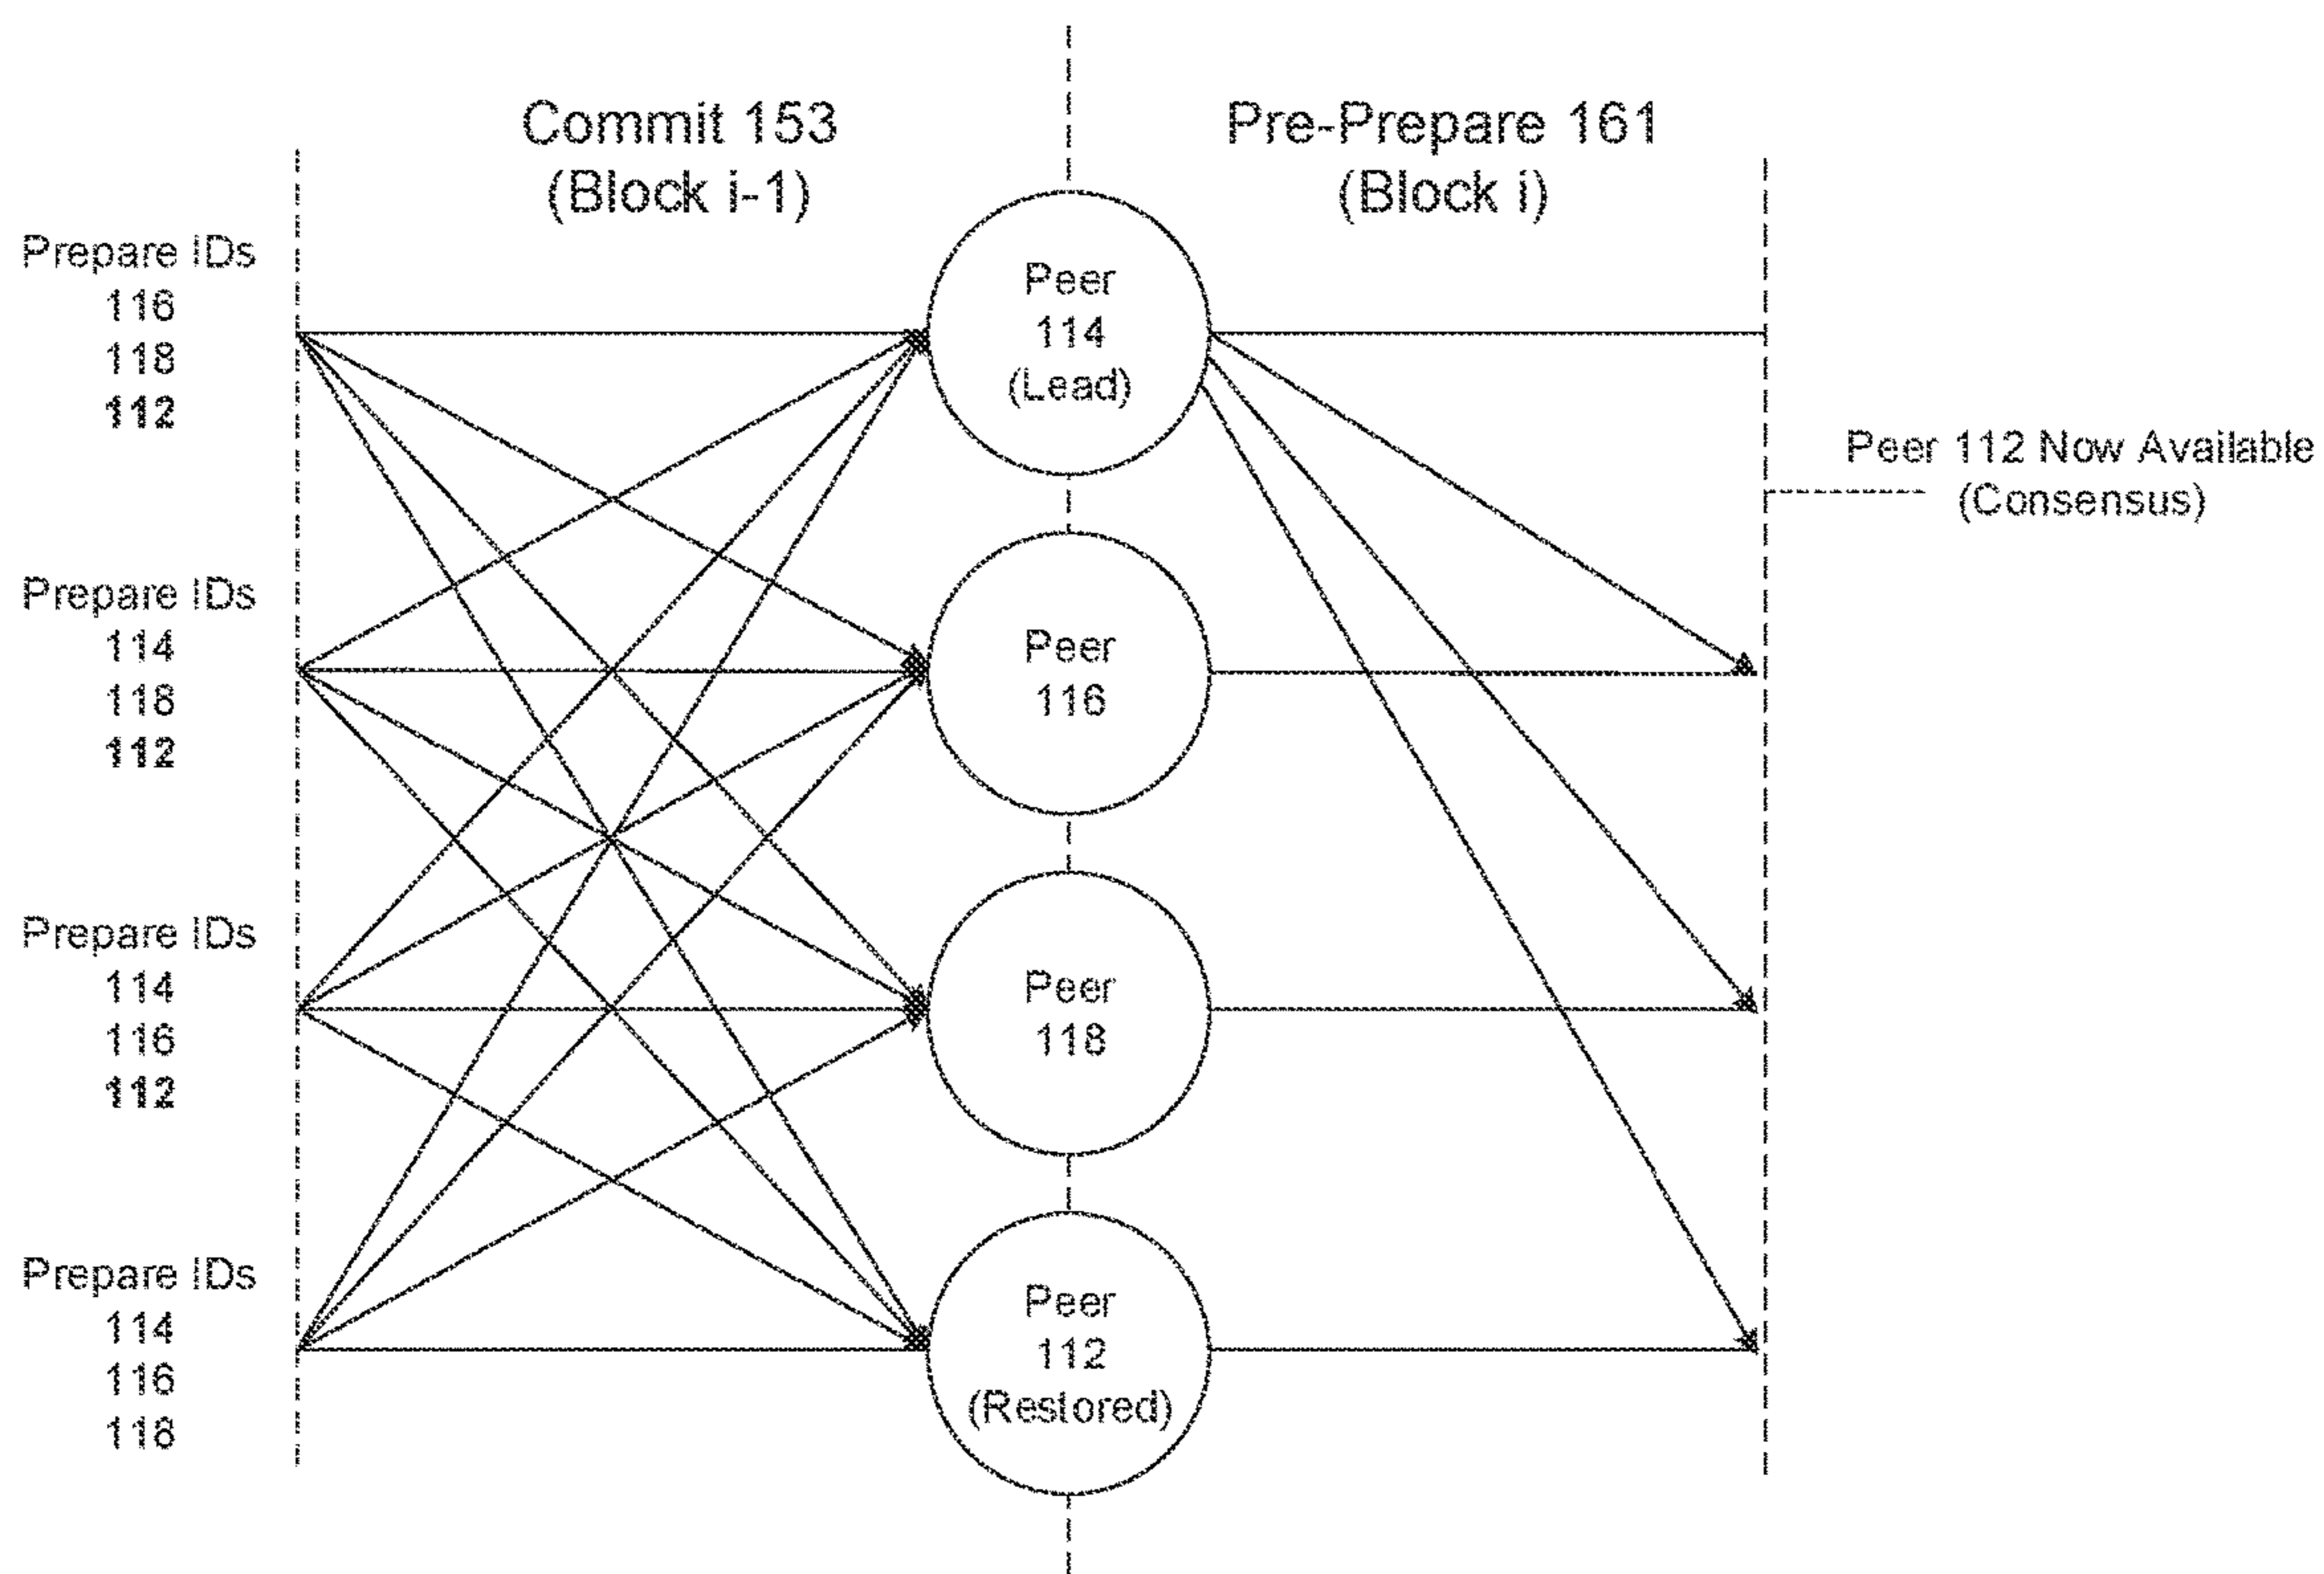 Commit 153
(Block i-1)
Pre-Prepare 161
(Block i)
Prepare IDs
116
118
112
Peer
114
(Lead)
Peer 112 Now Available
(Consensus)
Prepare IDs
114
118
112
Peer
116
Prepare IDs
114
116
112
Peer
118
Prepare IDs
114
116
118
Peer
112
(Restored)